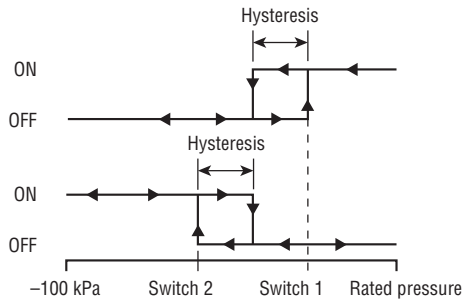 Hysteresis
ON
OFF
Hysteresis
ON
OFF
–100 kPa Switch 2 Switch 1 Rated pressure